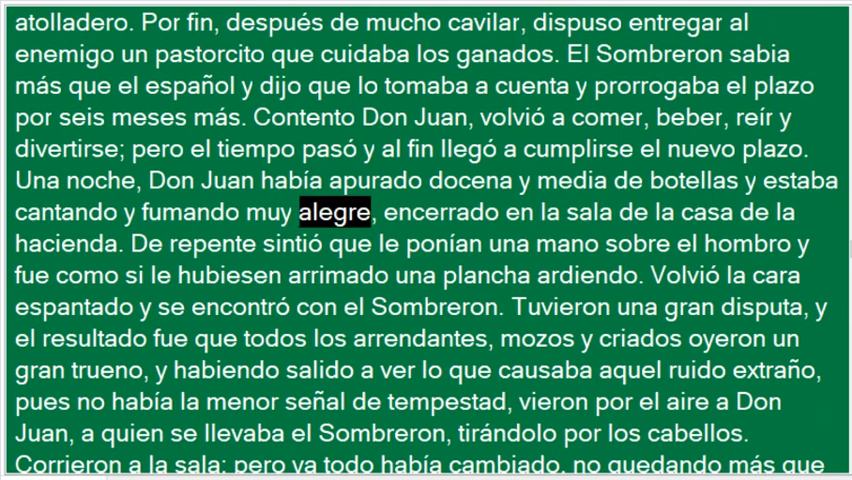 atolladero. Por fin, después de mucho cavilar, dispuso entregar al
enemigo un pastorcito que cuidaba los ganados. El Sombreron sabia
más que el español y dijo que lo tomaba a cuenta y prorrogaba el plazo
por seis meses más. Contento Don Juan, volvió a comer, beber, reír y
divertirse; pero el tiempo pasó y al fin llegó a cumplirse el nuevo plazo.
Una noche, Don Juan había apurado docena y media de botellas y estaba
cantando y fumando muy alegre, encerrado en la sala de la casa de la
hacienda. De repente sintió que le ponían una mano sobre el hombro y
fue como si le hubiesen arrimado una plancha ardiendo. Volvió la cara
espantado y se encontró con el Sombreron. Tuvieron una gran disputa, y
el resultado fue que todos los arrendantes, mozos y criados oyeron un
gran trueno, y habiendo salido a ver lo que causaba aquel ruido extraño,
pues no había la menor señal de tempestad, vieron por el aire a Don
Juan, a quien se llevaba el Sombreron, tirándolo por los cabellos.
Corrieron a la sala; pero ya todo había cambiado, no quedando más que